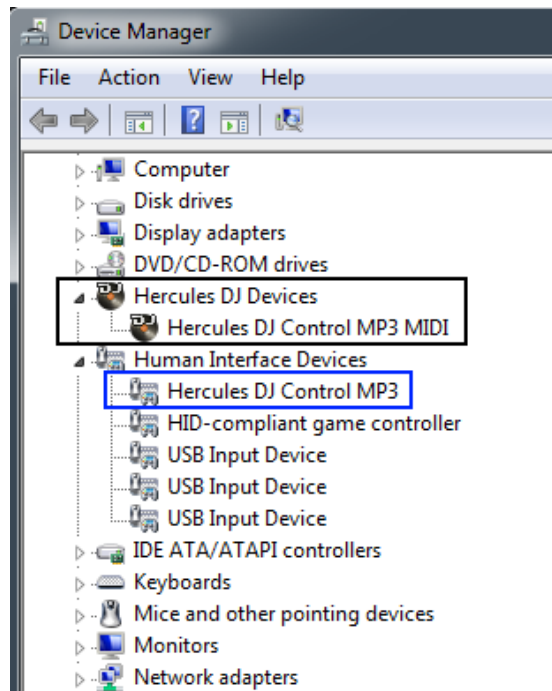 Device Manager
File Action View Help
Computer
Disk drives
Display adapters
DVD/CD-ROM drives
Hercules DJ Devices
Hercules DJ Control MP3 MIDI
Human Interface Devices
Hercules DJ Control MP3
HID-compliant game controller
USB Input Device
USB Input Device
USB Input Device
IDE ATA/ATAPI controllers
Keyboards
Mice and other pointing devices
Monitors
Network adapters